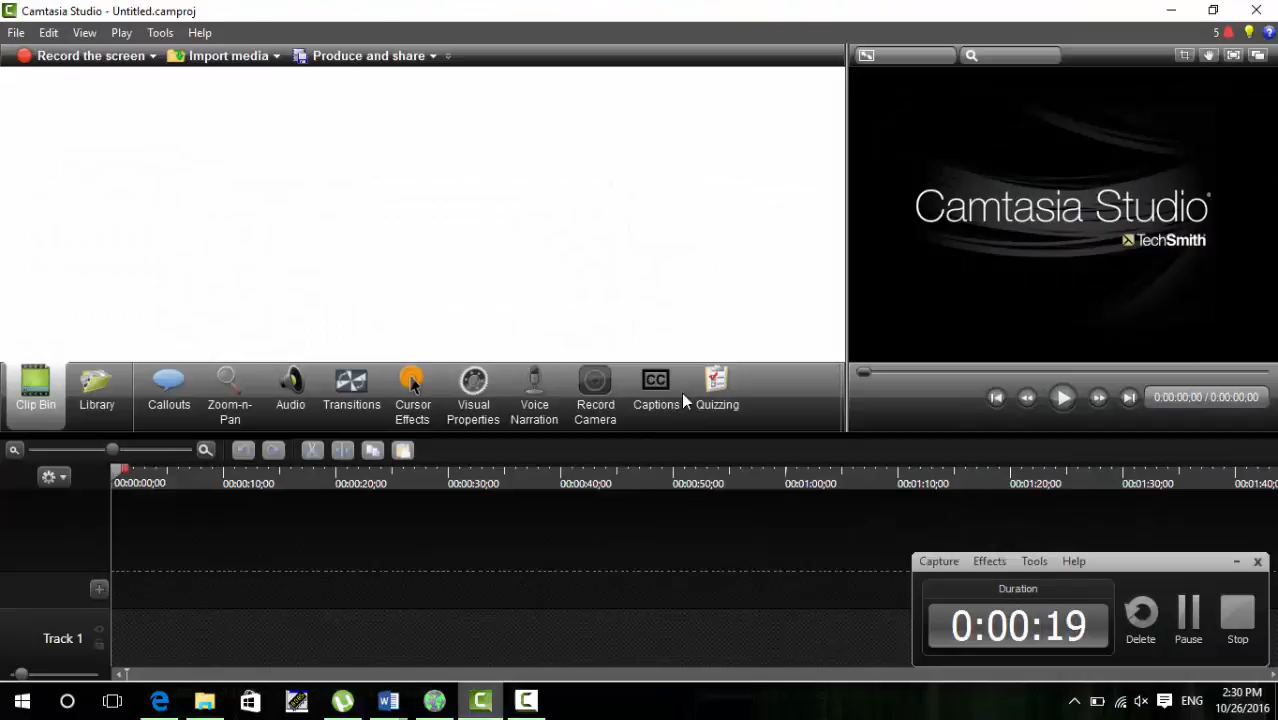 Camtasia Studio - Untitled.camproj
File Edit View Play Tools Help
5
Record the screen Import media Produce and share
Camtasia Studio
TechSmith
Clip Bin Library Callouts Zoom-n-Pan Audio Transitions Cursor Effects Visual Properties Voice Narration Record Camera Captions Quizzing
0:00:00;00 / 0:00:00;00
00:00:00;00 00:00:10;00 00:00:20;00 00:00:30;00 00:00:40;00 00:00:50;00 00:01:00;00 00:01:10;00 00:01:20;00 00:01:30;00 00:01:40;
Capture Effects Tools Help
Duration
0:00:19
Delete Pause Stop
Track 1
ENG
2:30 PM
10/26/2016